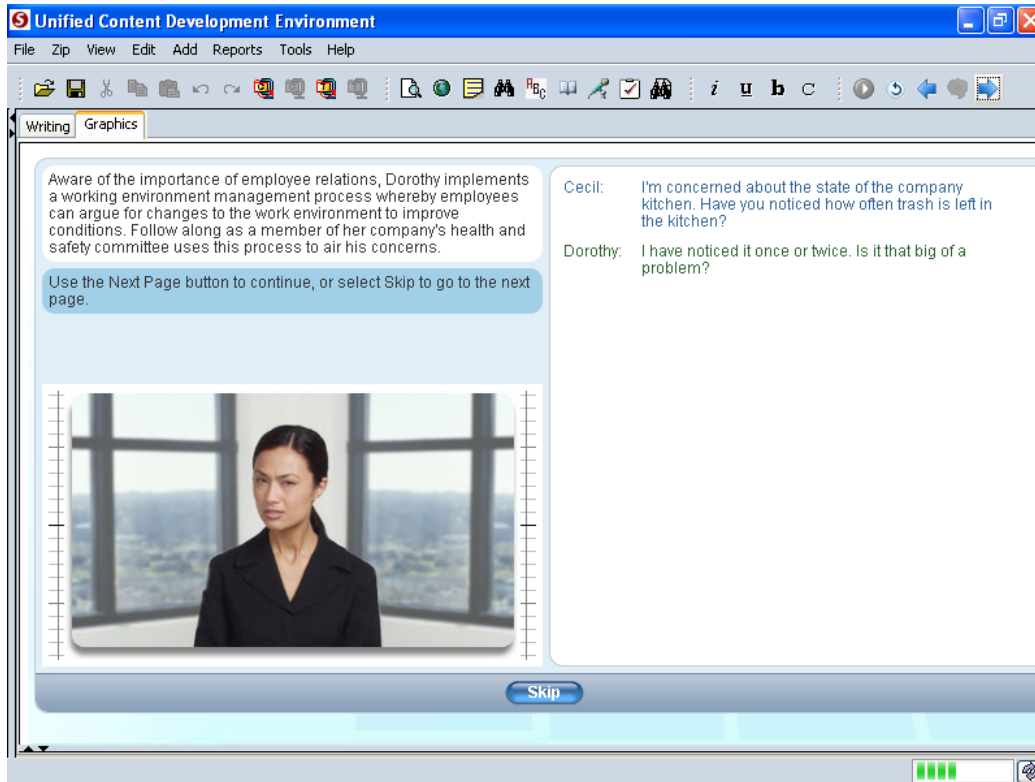 Unified Content Development Environment
File Zip View Edit Add Reports Tools Help
ABC i u b C
Writing Graphics
Aware of the importance of employee relations, Dorothy implements
a working environment management process whereby employees
can argue for changes to the work environment to improve
conditions. Follow along as a member of her company's health and
safety committee uses this process to air his concerns.
Use the Next Page button to continue, or select Skip to go to the next
page.
Cecil: I'm concerned about the state of the company
kitchen. Have you noticed how often trash is left in
the kitchen?
Dorothy: I have noticed it once or twice. Is it that big of a
problem?
Skip